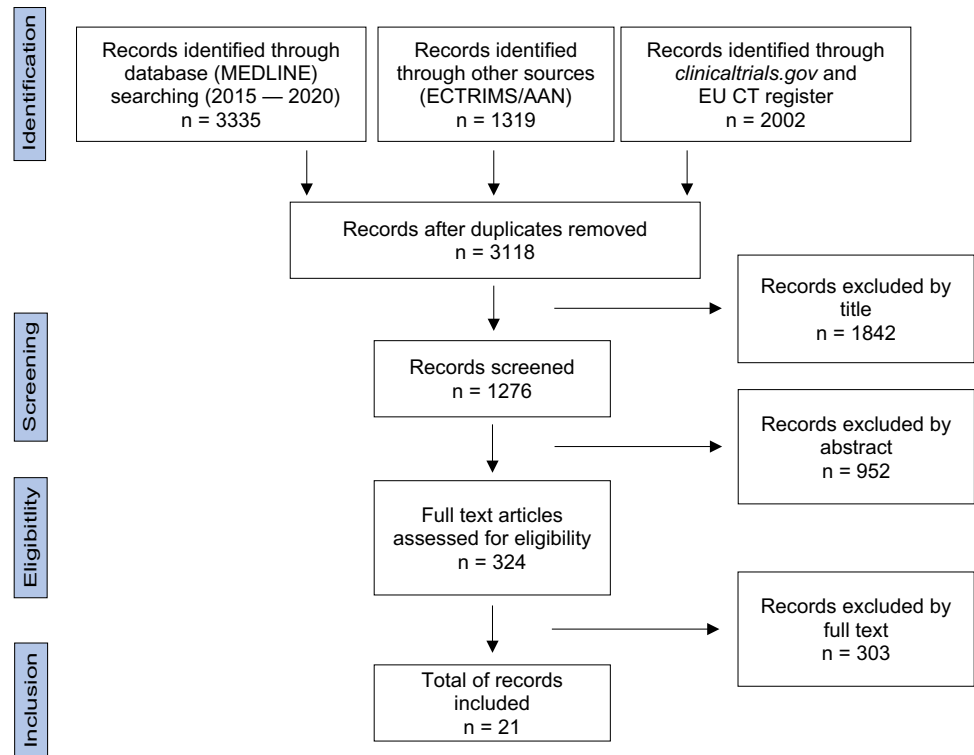 Identification
Records identified through
database (MEDLINE)
searching (2015 — 2020)
n = 3335
Records identified
through other sources
(ECTRIMS/AAN)
n = 1319
Records identified through
clinicaltrials.gov and
EU CT register
n = 2002
Records after duplicates removed
n = 3118
Records excluded by
title
n = 1842
Screening
Records screened
n = 1276
Records excluded by
abstract
n = 952
Eligibitlity
Full text articles
assessed for eligibility
n = 324
Records excluded by
full text
n = 303
Inclusion
Total of records
included
n = 21